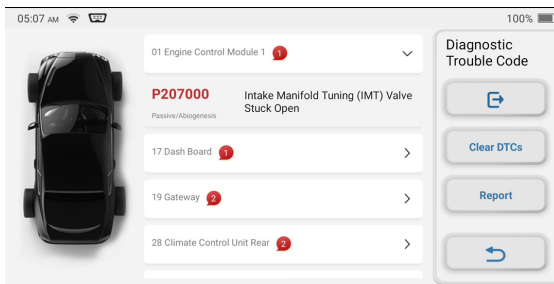 05:07 AM
100%
01 Engine Control Module 1 1
P207000
Passive/Abiogenesis
Intake Manifold Tuning (IMT) Valve
Stuck Open
17 Dash Board 1
19 Gateway 2
28 Climate Control Unit Rear 2
Diagnostic
Trouble Code
Clear DTCs
Report